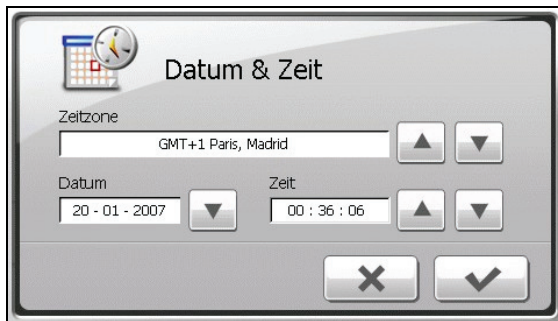 Datum & Zeit
Zeitzone
GMT+1 Paris, Madrid
Datum Zeit
20 - 01 - 2007 00 : 36 : 06